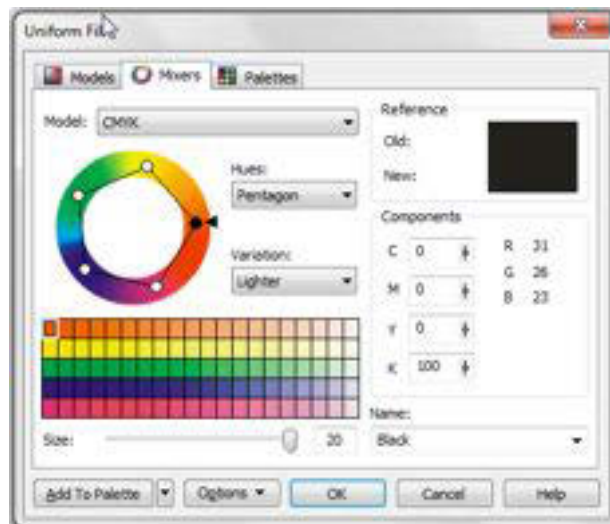 Uniform Fill
Models
Mixers
Palettes
Model:
CMYK
Hues:
Pentagon
Variation:
Lighter
Size:
20
Reference
Old:
New:
Components
C 0 R 31
M 0 G 26
Y 0 B 23
K 100
Name:
Black
Add To Palette
Options
OK
Cancel
Help